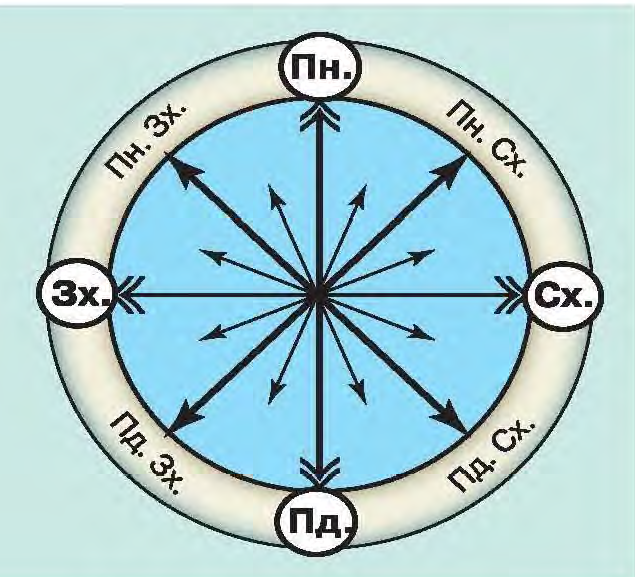 Пн.
Пн. Зх.
Пн. Сх.
Зх.
Сх.
Пд. Зх.
Пд. Сх.
Пд.